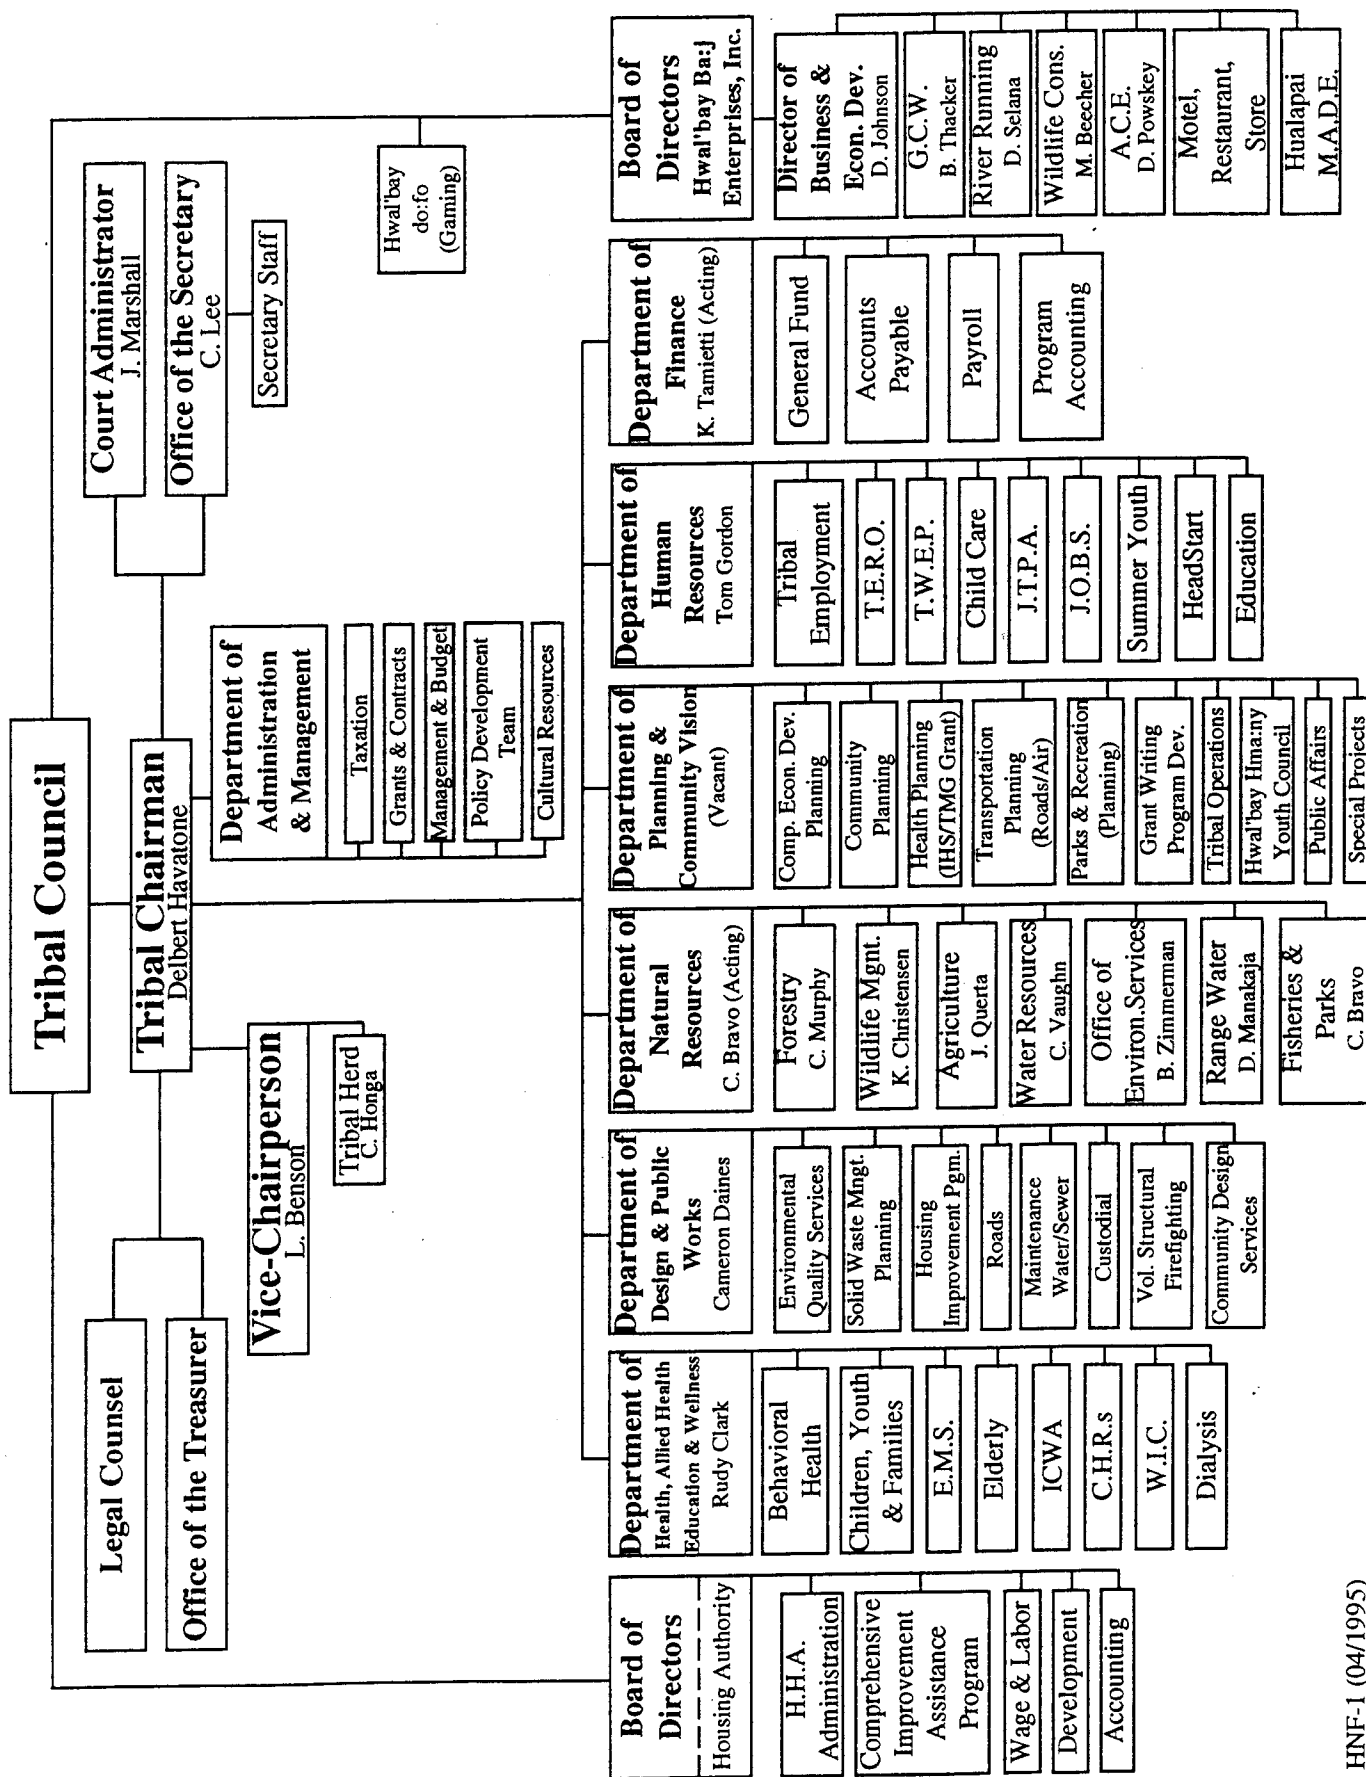 Tribal Council
Legal Counsel
Office of the Treasurer
Tribal Chairman
Delbert Havatone
Court Administrator
J. Marshall
Office of the Secretary
C. Lee
Secretary Staff
Vice-Chairperson
L. Benson
Tribal Herd
C. Honga
Department of
Administration
& Management
Taxation
Grants & Contracts
Management & Budget
Policy Development
Team
Cultural Resources
Hwal'bay
do:fo
(Gaming)
Board of
Directors
Housing Authority
H.H.A.
Administration
Comprehensive
Improvement
Assistance
Program
Wage & Labor
Development
Accounting
Department of
Health, Allied Health
Education & Wellness
Rudy Clark
Behavioral
Health
Children, Youth
& Families
E.M.S.
Elderly
ICWA
C.H.R.s
W.I.C.
Dialysis
Department of
Design & Public
Works
Cameron Daines
Environmental
Quality Services
Solid Waste Mngt.
Planning
Housing
Improvement Pgm.
Roads
Maintenance
Water/Sewer
Custodial
Vol. Structural
Firefighting
Community Design
Services
Department of
Natural
Resources
C. Bravo (Acting)
Forestry
C. Murphy
Wildlife Mgnt.
K. Christensen
Agriculture
J. Querta
Water Resources
C. Vaughn
Office of
Environ.Services
B. Zimmerman
Range Water
D. Manakaja
Fisheries &
Parks
C. Bravo
Department of
Planning &
Community Vision
(Vacant)
Comp. Econ. Dev.
Planning
Community
Planning
Health Planning
(IHS/TMG Grant)
Transportation
Planning
(Roads/Air)
Parks & Recreation
(Planning)
Grant Writing
Program Dev.
Tribal Operations
Hwal'bay Hma:ny
Youth Council
Public Affairs
Special Projects
Department of
Human
Resources
Tom Gordon
Tribal
Employment
T.E.R.O.
T.W.E.P.
Child Care
J.T.P.A.
J.O.B.S.
Summer Youth
HeadStart
Education
Department of
Finance
K. Tamietti (Acting)
General Fund
Accounts
Payable
Payroll
Program
Accounting
Board of
Directors
Hwal'bay Ba:j
Enterprises, Inc.
Director of
Business &
Econ. Dev.
D. Johnson
G.C.W.
B. Thacker
River Running
D. Selana
Wildlife Cons.
M. Beecher
A.C.E.
D. Powskey
Motel,
Restaurant,
Store
Hualapai
M.A.D.E.
HNF-1 (04/1995)